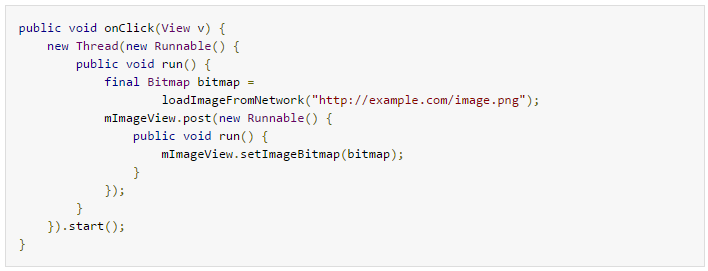 public void onClick(View v) {
    new Thread(new Runnable() {
        public void run() {
            final Bitmap bitmap =
                    loadImageFromNetwork("http://example.com/image.png");
            mImageView.post(new Runnable() {
                public void run() {
                    mImageView.setImageBitmap(bitmap);
                }
            });
        }
    }).start();
}